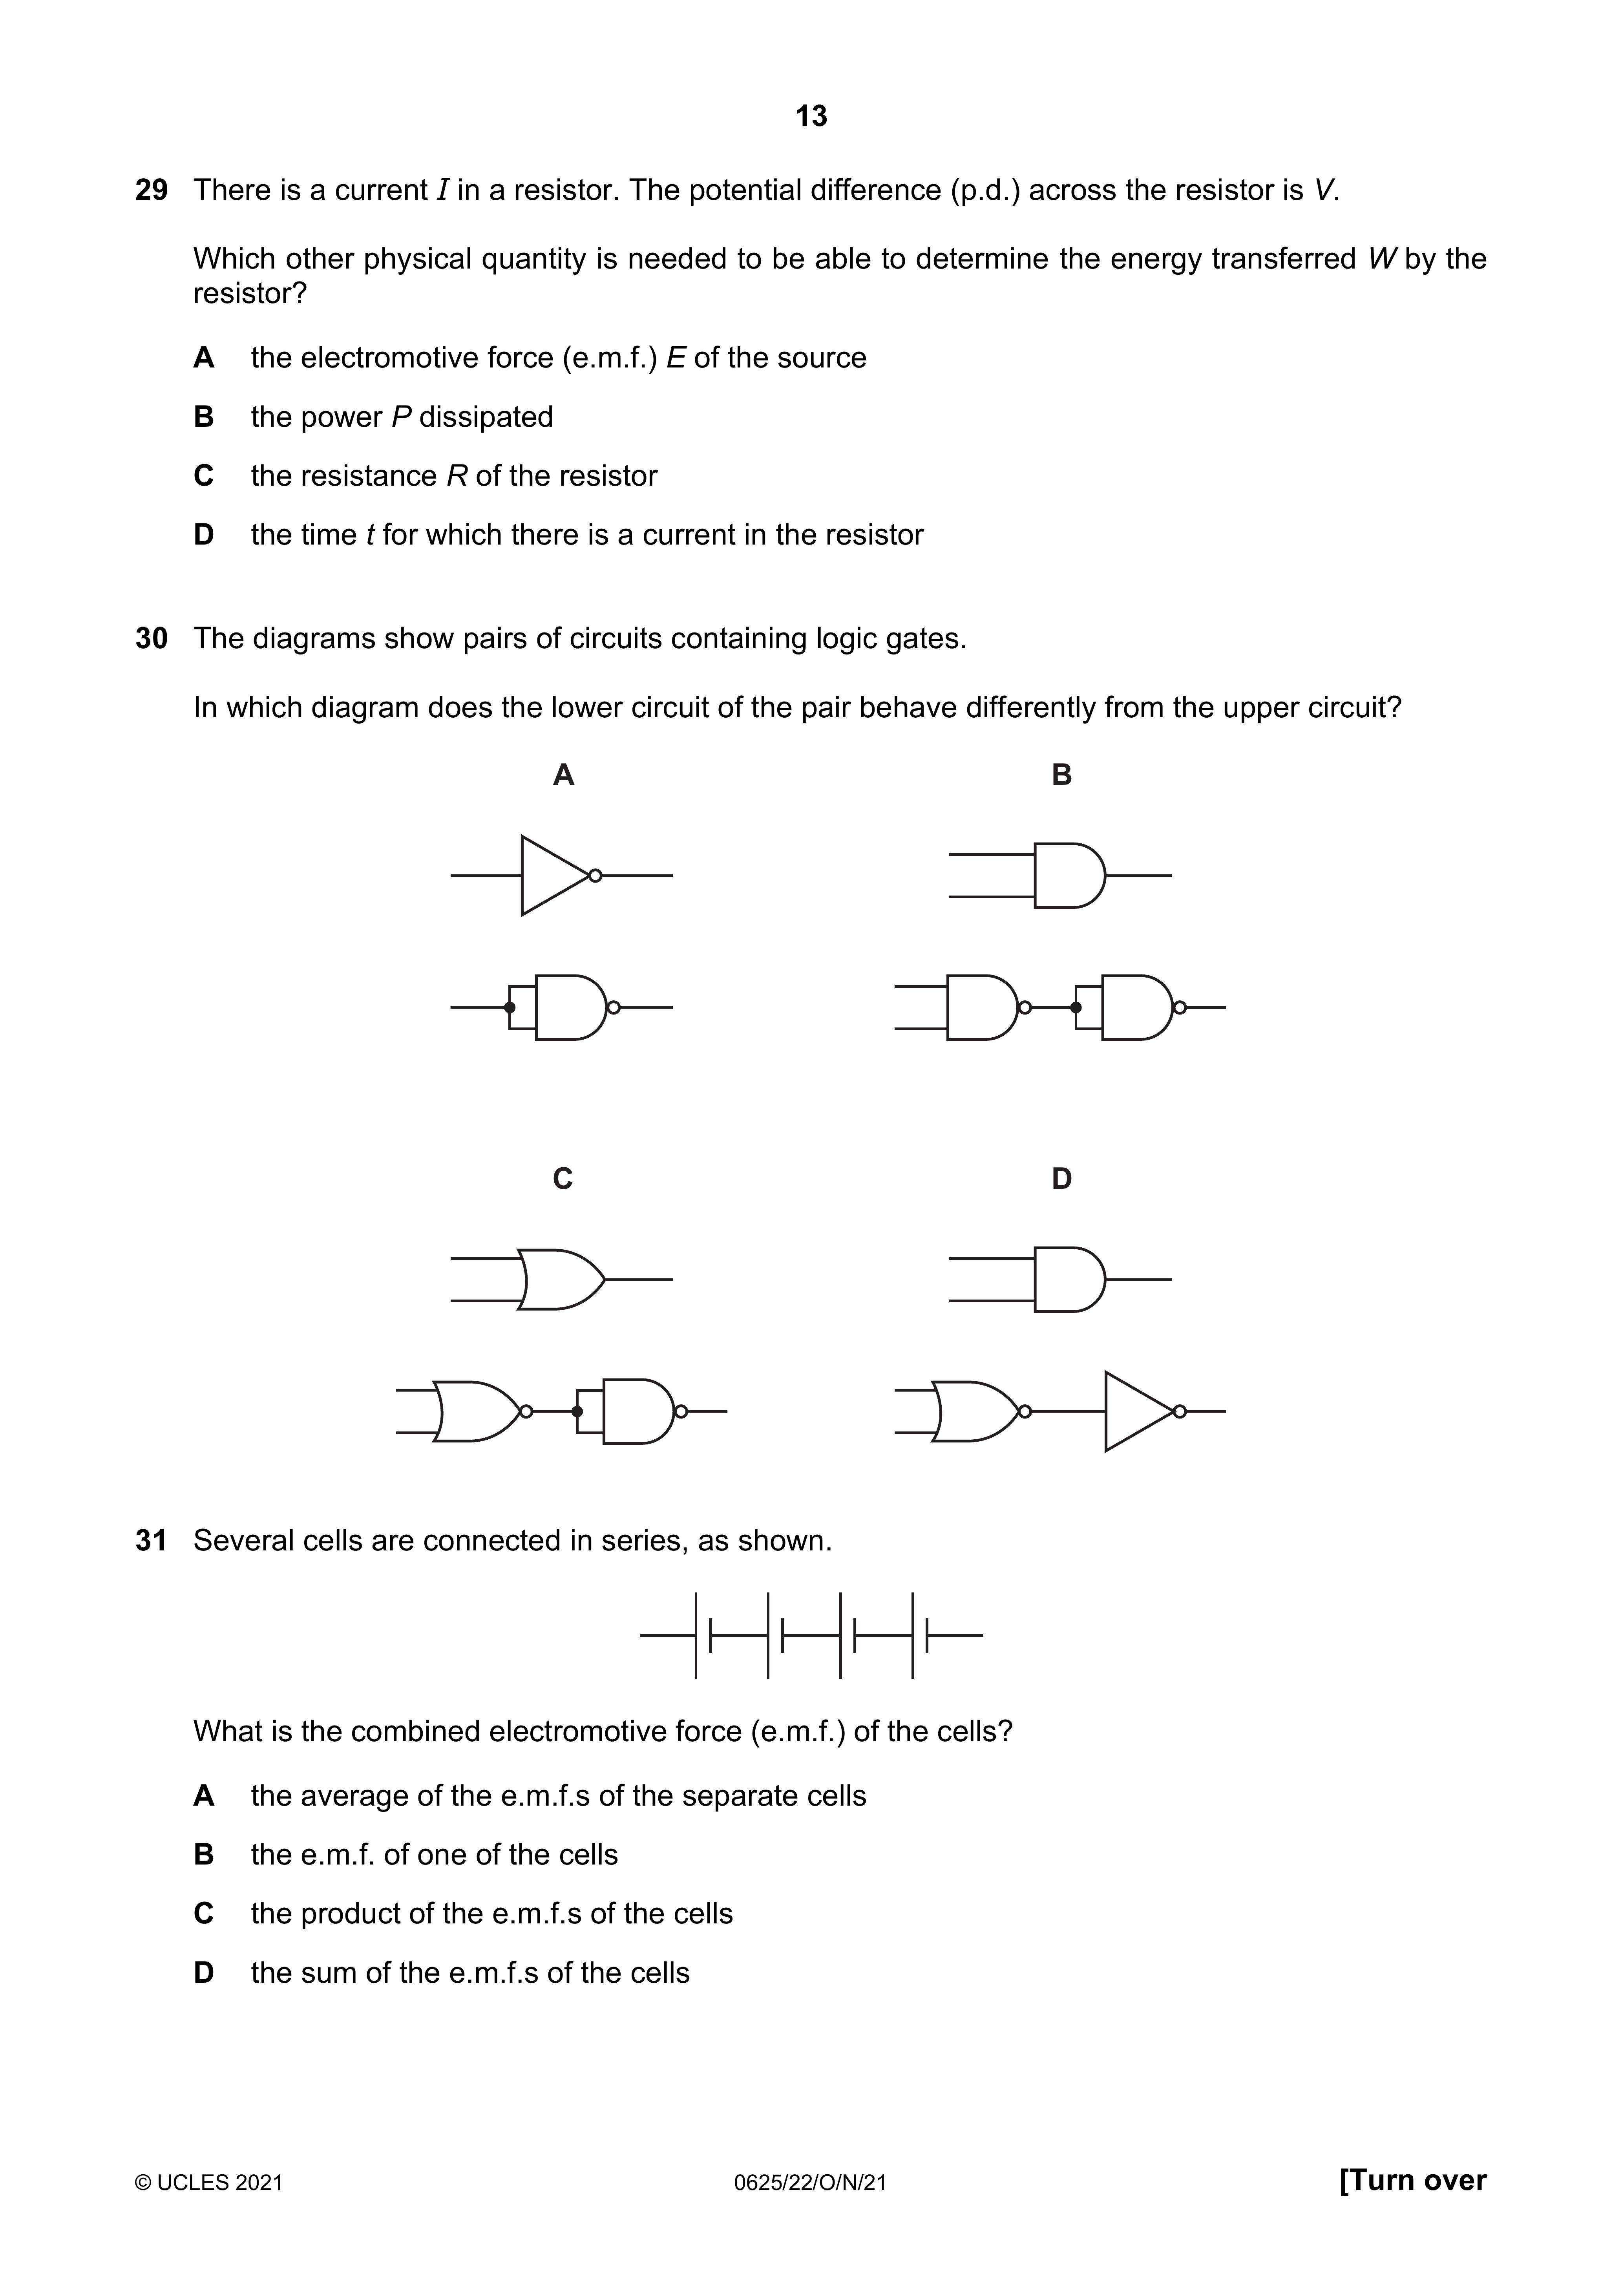 13
29 There is a current I in a resistor. The potential difference (p.d.) across the resistor is V.
Which other physical quantity is needed to be able to determine the energy transferred W by the
resistor?
A the electromotive force (e.m.f.) E of the source
B the power P dissipated
C the resistance R of the resistor
D the time t for which there is a current in the resistor
30 The diagrams show pairs of circuits containing logic gates.
In which diagram does the lower circuit of the pair behave differently from the upper circuit?
A B
C D
31 Several cells are connected in series, as shown.
What is the combined electromotive force (e.m.f.) of the cells?
A the average of the e.m.f.s of the separate cells
B the e.m.f. of one of the cells
C the product of the e.m.f.s of the cells
D the sum of the e.m.f.s of the cells
© UCLES 2021 0625/22/O/N/21 [Turn over